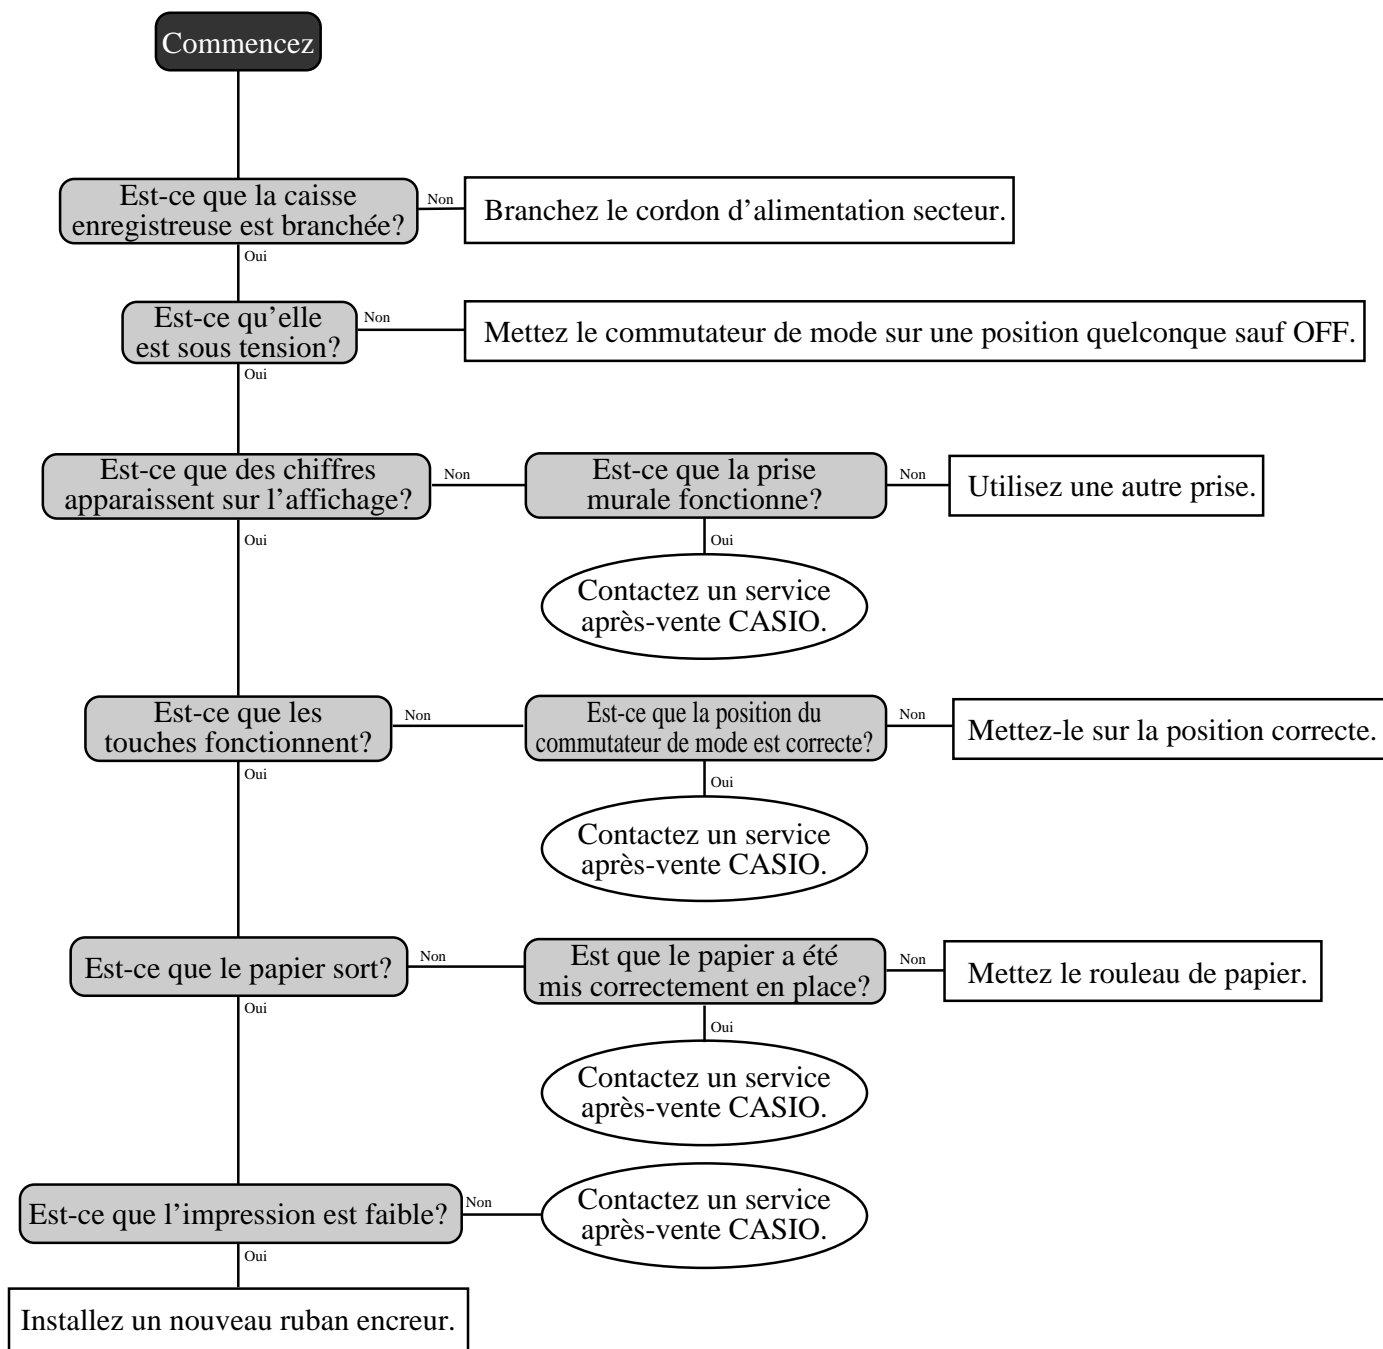 Commencez
Est-ce que la caisse
enregistreuse est branchée?
Non
Branchez le cordon d’alimentation secteur.
Oui
Est-ce qu’elle
est sous tension?
Non
Mettez le commutateur de mode sur une position quelconque sauf OFF.
Oui
Est-ce que des chiffres
apparaissent sur l’affichage?
Non
Est-ce que la prise
murale fonctionne?
Non
Utilisez une autre prise.
Oui
Oui
Contactez un service
après-vente CASIO.
Est-ce que les
touches fonctionnent?
Non
Est-ce que la position du
commutateur de mode est correcte?
Non
Mettez-le sur la position correcte.
Oui
Oui
Contactez un service
après-vente CASIO.
Est-ce que le papier sort?
Non
Est que le papier a été
mis correctement en place?
Non
Mettez le rouleau de papier.
Oui
Oui
Contactez un service
après-vente CASIO.
Est-ce que l’impression est faible?
Non
Contactez un service
après-vente CASIO.
Oui
Installez un nouveau ruban encreur.